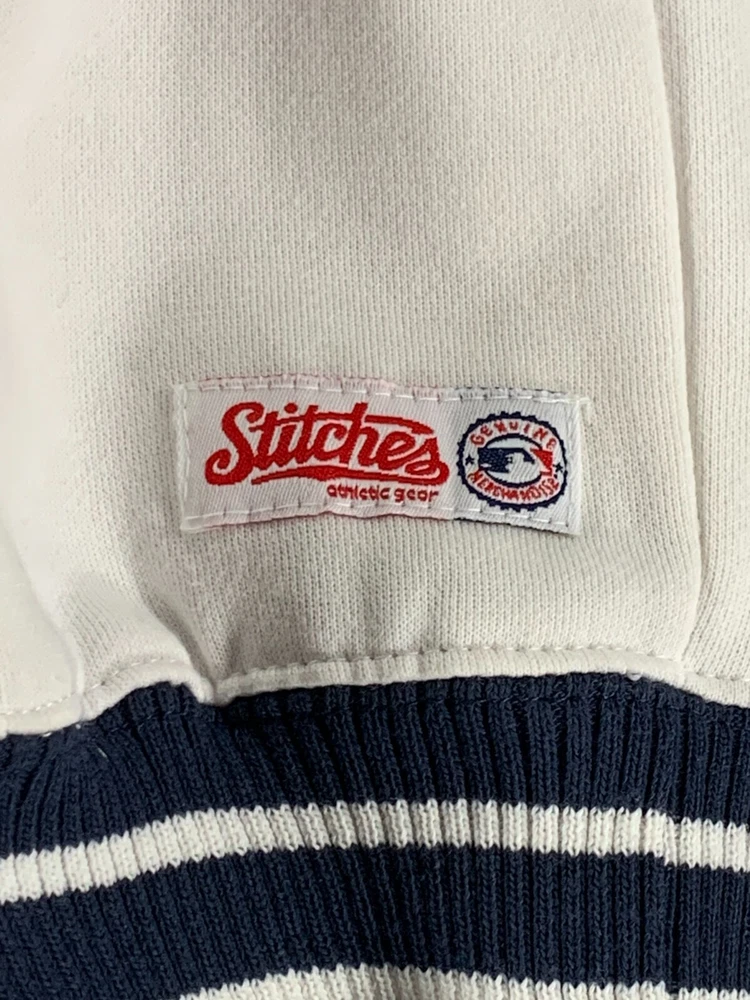 Stitches
athletic gear
GENUINE
MERCHANDISE